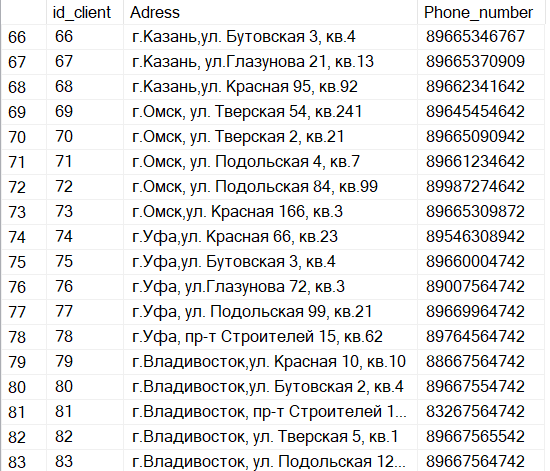 id_client Adress Phone_number
66 66 г.Казань,ул. Бутовская 3, кв.4 89665346767
67 67 г.Казань, ул.Глазунова 21, кв.13 89665370909
68 68 г.Казань,ул. Красная 95, кв.92 89662341642
69 69 г.Омск, ул. Тверская 54, кв.241 89645454642
70 70 г.Омск, ул. Тверская 2, кв.21 89665090942
71 71 г.Омск, ул. Подольская 4, кв.7 89661234642
72 72 г.Омск, ул. Подольская 84, кв.99 89987274642
73 73 г.Омск,ул. Красная 166, кв.3 89665309872
74 74 г.Уфа,ул. Красная 66, кв.23 89546308942
75 75 г.Уфа,ул. Бутовская 3, кв.4 89660004742
76 76 г.Уфа, ул.Глазунова 72, кв.3 89007564742
77 77 г.Уфа, ул. Подольская 99, кв.21 89669964742
78 78 г.Уфа, пр-т Строителей 15, кв.62 89764564742
79 79 г.Владивосток,ул. Красная 10, кв.10 88667564742
80 80 г.Владивосток,ул. Бутовская 2, кв.4 89667554742
81 81 г.Владивосток, пр-т Строителей 1... 83267564742
82 82 г.Владивосток, ул. Тверская 5, кв.1 89667565542
83 83 г.Владивосток, ул. Подольская 12... 89667564742